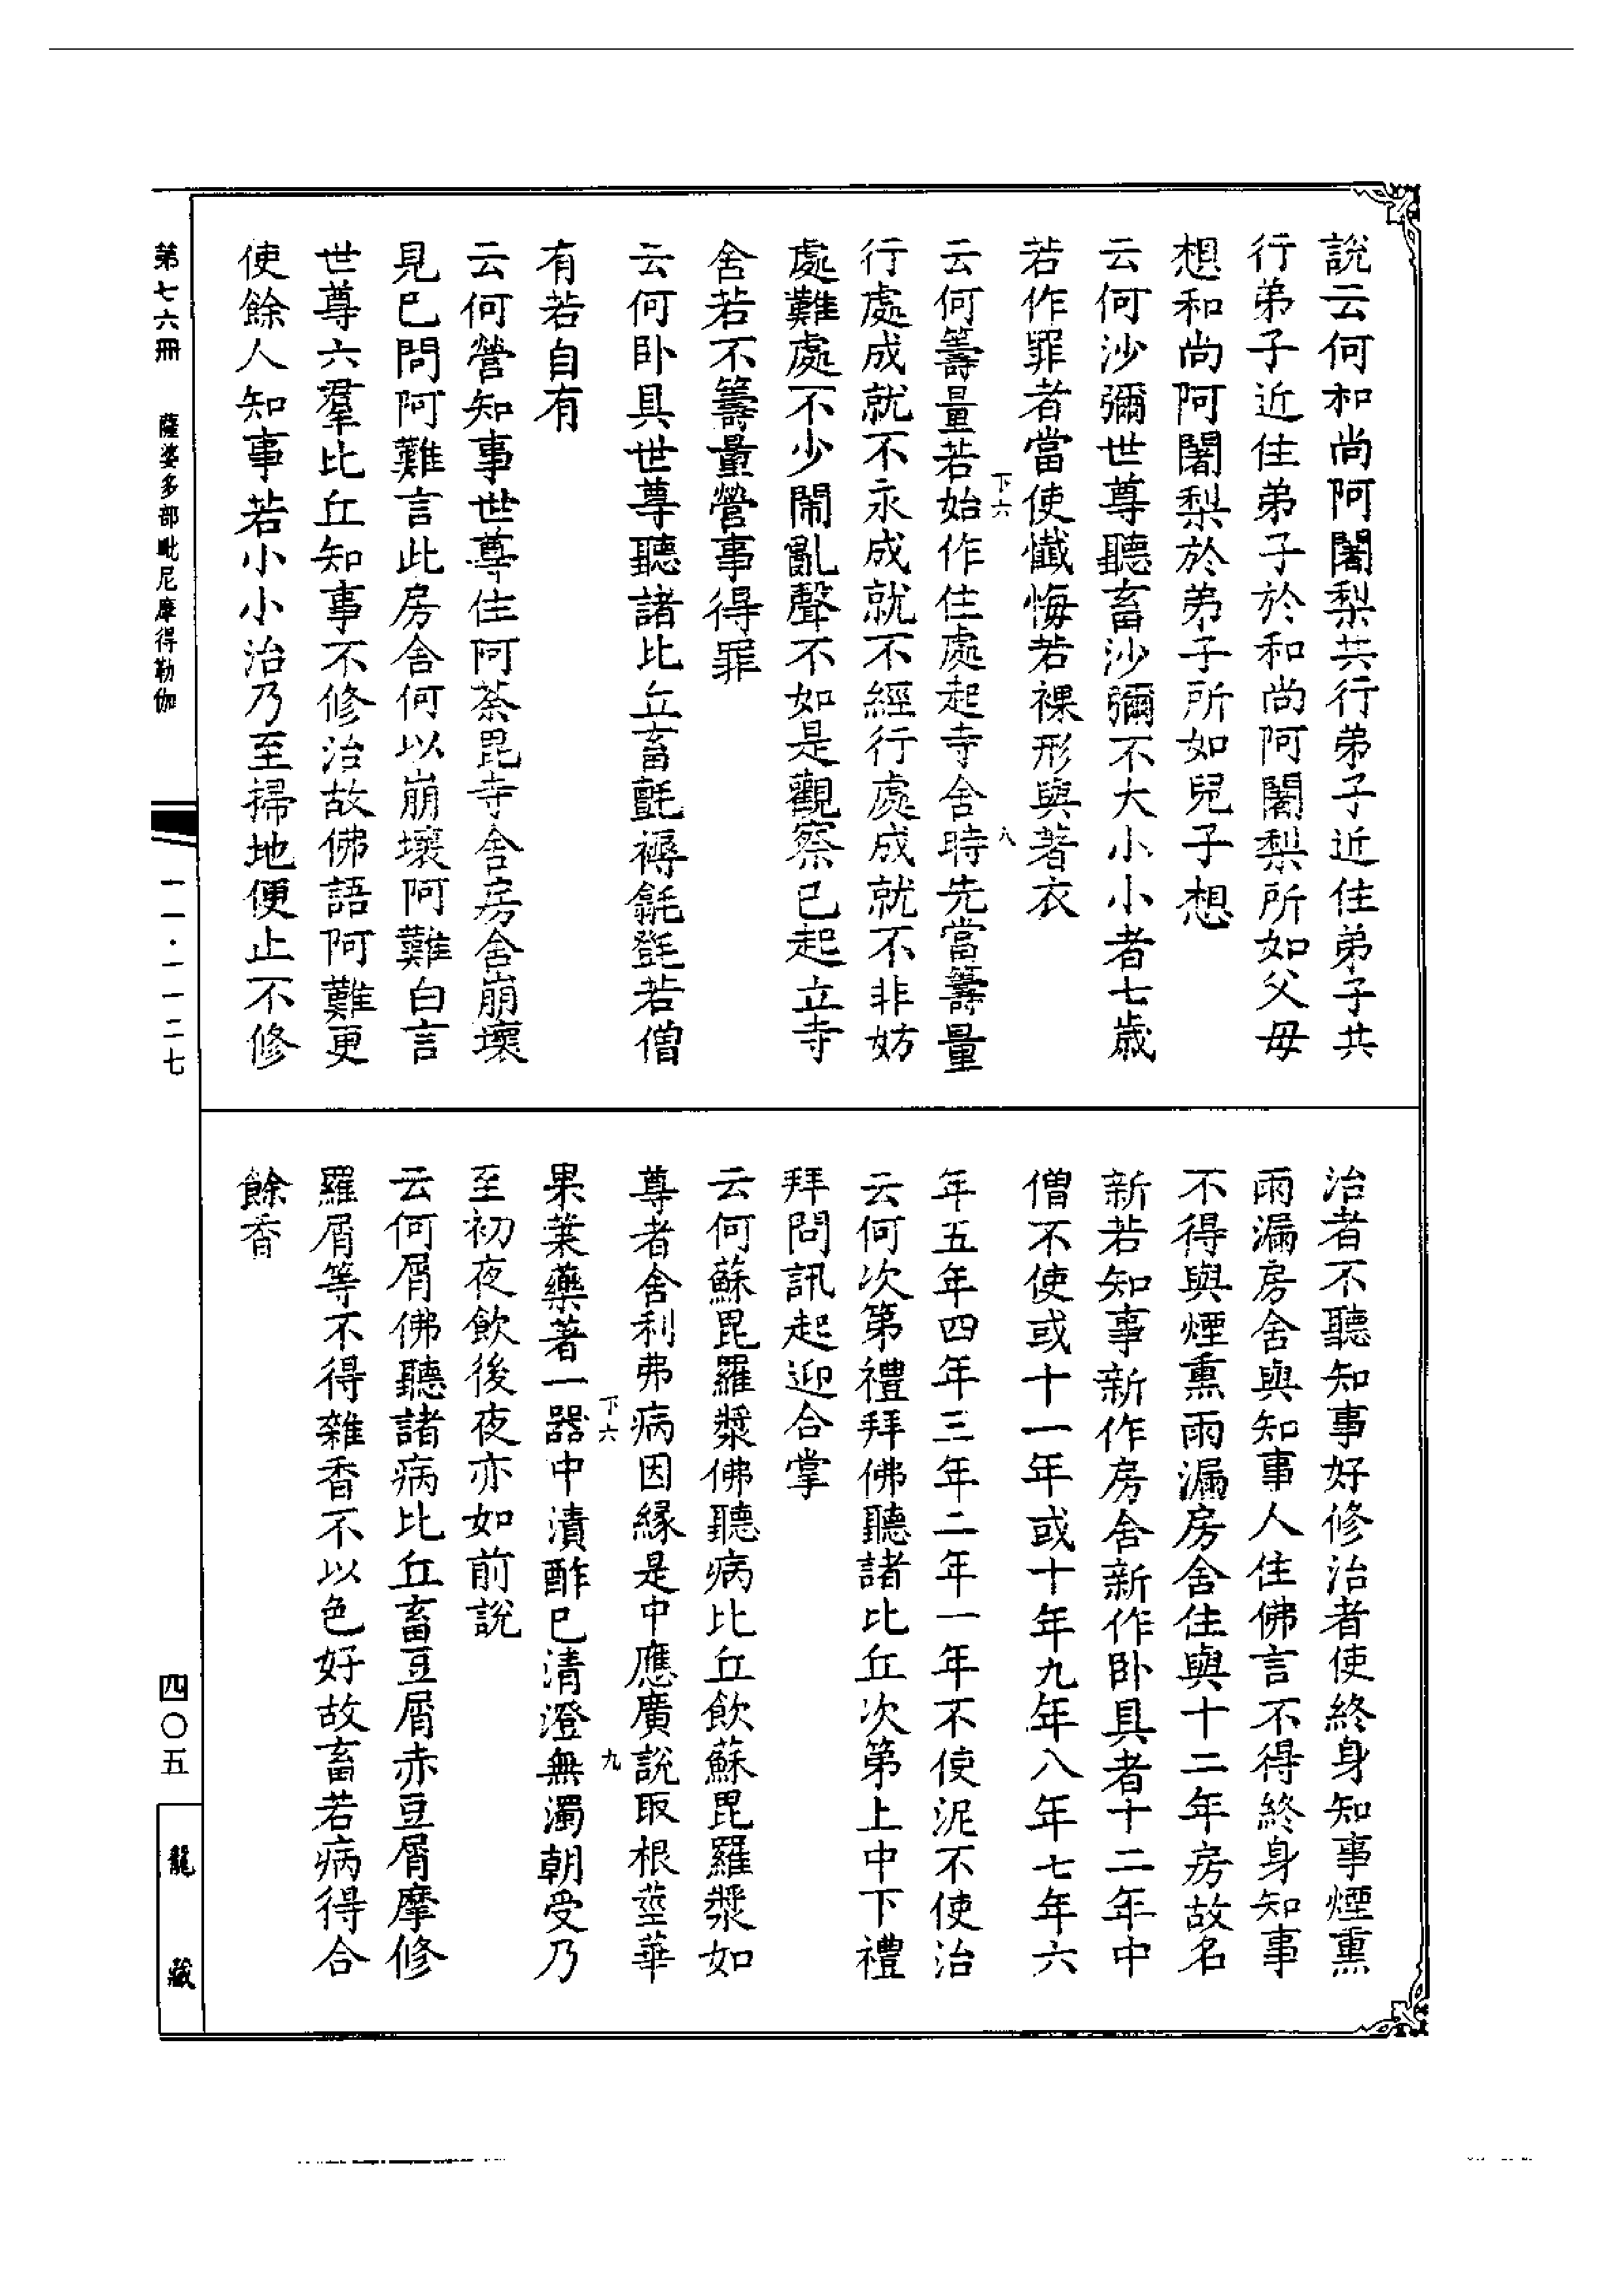 說云何和尚阿闍梨共行弟子近住弟子共
行弟子近住弟子於和尚阿闍梨所如父母
想和尚阿闍梨於弟子所如兒子想
云何沙彌世尊聽畜沙彌不大小小者七歲
若作罪者當使懺悔若裸形與著衣
下六
八
云何籌量若始作住處起寺舍時先當籌量
行處成就不永成就不經行處成就不非妨
處難處不少鬧亂聲不如是觀察已起立寺
舍若不籌量營事得罪
云何卧具世尊聽諸比丘畜氈褥㲪㲪若僧
有若自有
云何營知事世尊住阿荼毘寺舍房舍崩壞
見已問阿難言此房舍何以崩壞阿難白言
世尊六羣比丘知事不修治故佛語阿難更
使餘人知事若小小治乃至掃地便止不修
治者不聽知事好修治者使終身知事煙熏
雨漏房舍與知事人住佛言不得終身知事
不得與煙熏雨漏房舍住與十二年房故名
新若知事新作房舍新作卧具者十二年中
僧不使或十一年或十年九年八年七年六
年五年四年三年二年一年不使泥不使治
云何次第禮拜佛聽諸比丘次第上中下禮
拜問訊起迎合掌
云何蘇毘羅漿佛聽病比丘飲蘇毘羅漿如
尊者舍利弗病因緣是中應廣說取根莖華
下六
九
果葉藥著一器中漬酢已清澄無濁朝受乃
至初夜飲後夜亦如前說
云何屑佛聽諸病比丘畜豆屑赤豆屑摩修
羅屑等不得雜香不以色好故畜若病得合
餘香
第七六冊 薩婆多部毗尼摩得勒伽
一一·一一二七
四〇五
龍藏